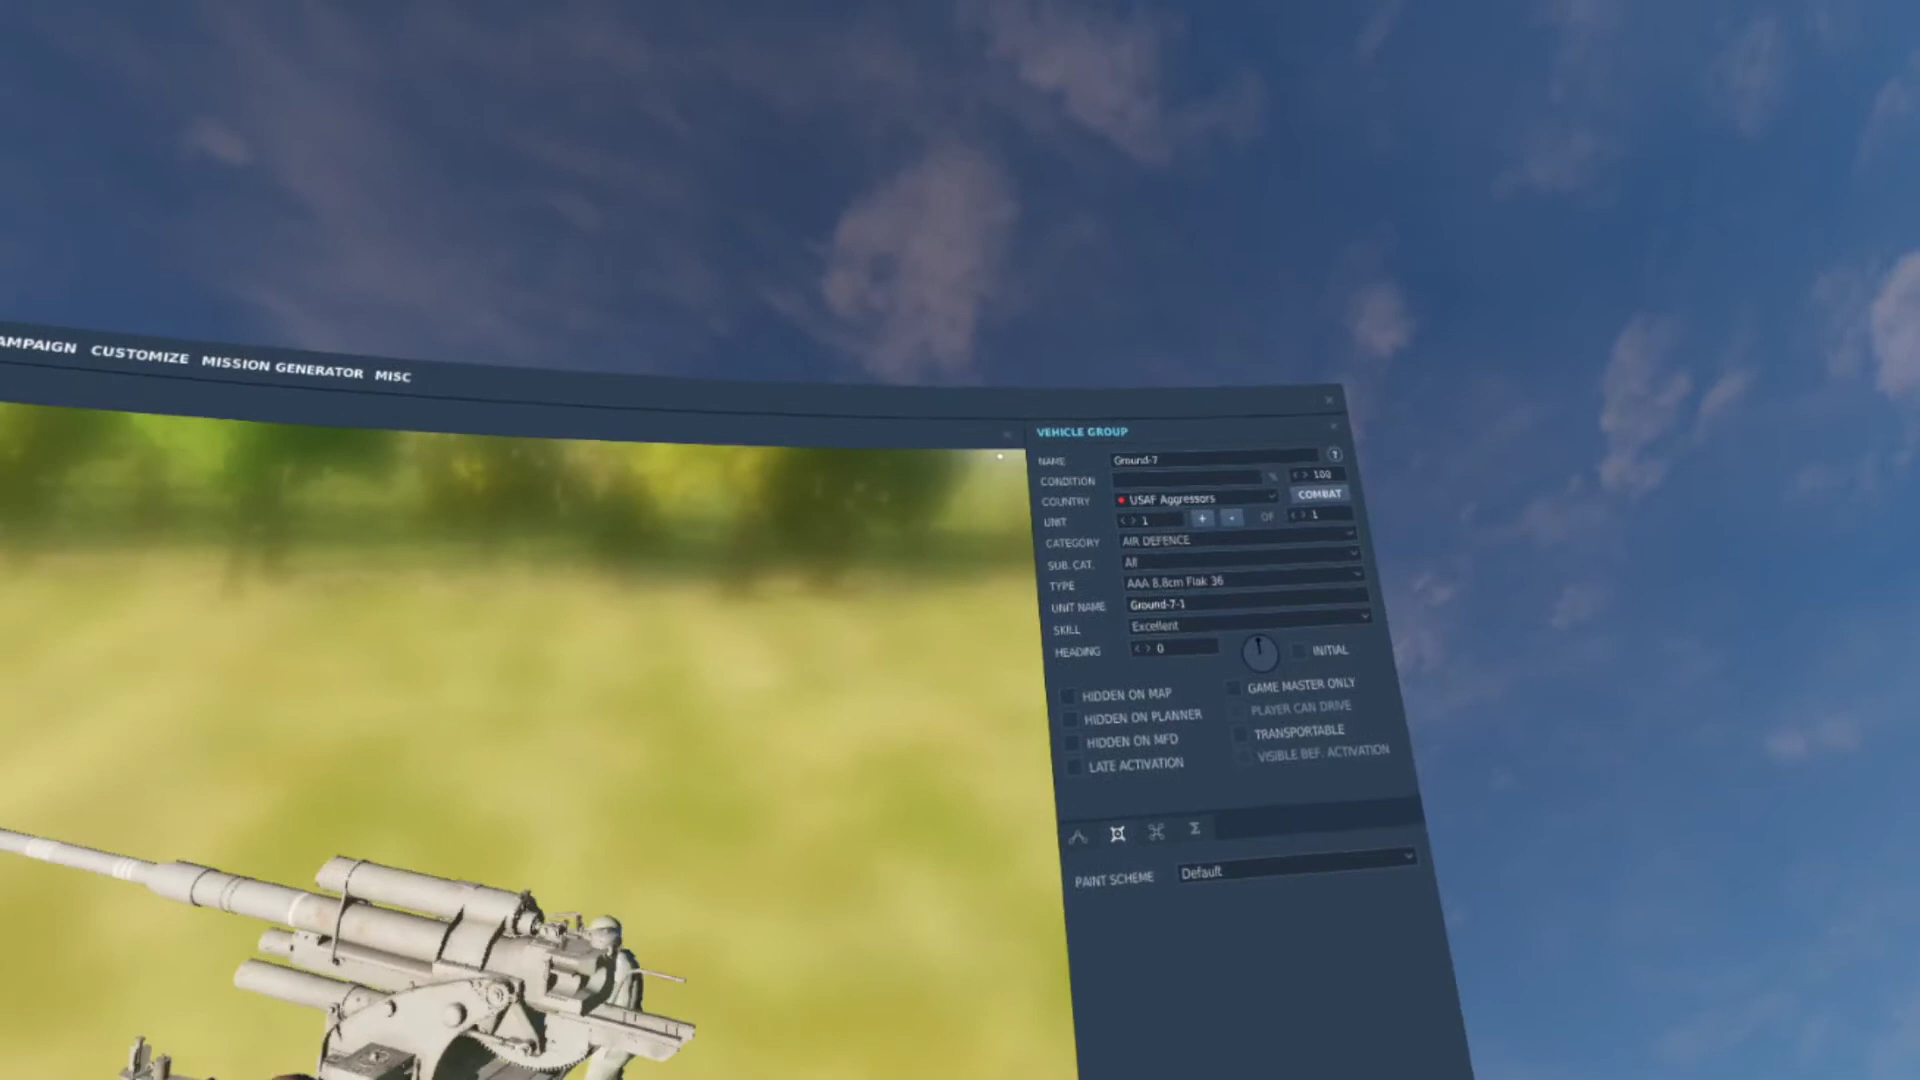 AMPAIGN CUSTOMIZE MISSION GENERATOR MISC
VEHICLE GROUP
NAME Ground-7 ?
CONDITION % < > 100
COUNTRY USAF Aggressors COMBAT
UNIT < > 1 + - OF < > 1
CATEGORY AIR DEFENCE
SUB. CAT. All
TYPE AAA 8.8cm Flak 36
UNIT NAME Ground-7-1
SKILL Excellent
HEADING < > 0 INITIAL
HIDDEN ON MAP GAME MASTER ONLY
HIDDEN ON PLANNER PLAYER CAN DRIVE
HIDDEN ON MFD TRANSPORTABLE
LATE ACTIVATION VISIBLE BEF. ACTIVATION
Σ
PAINT SCHEME Default